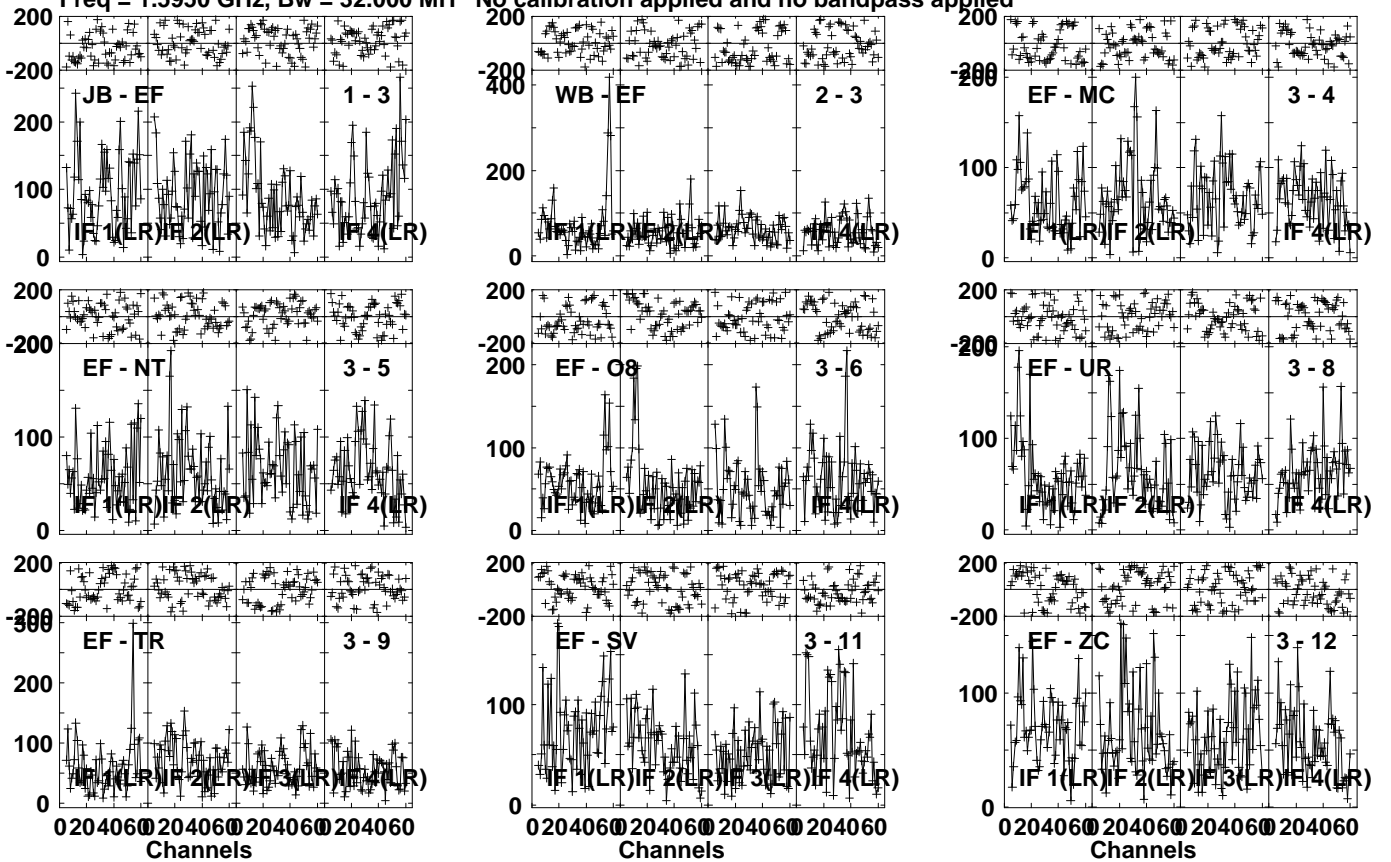 Freq = 1.5950 GHz, Bw = 32.000 MH No calibration applied and no bandpass applied
200
-200
JB - EF 1 - 3
200
100
0
IF 1(LR) IF 2(LR) IF 4(LR)
200
-200
WB - EF 2 - 3
400
200
0
IF 1(LR) IF 2(LR) IF 4(LR)
200
-200
200
EF - MC 3 - 4
100
0
IF 1(LR) IF 2(LR) IF 4(LR)
200
-200
200
EF - NT 3 - 5
100
0
IF 1(LR) IF 2(LR) IF 4(LR)
200
-200
EF - O8 3 - 6
200
100
0
IF 1(LR) IF 2(LR) IF 4(LR)
200
-200
200
EF - UR 3 - 8
100
0
IF 1(LR) IF 2(LR) IF 4(LR)
200
-200
300
EF - TR 3 - 9
200
100
0
IF 1(LR) IF 2(LR) IF 3(LR) IF 4(LR)
0 20 40 60 0 20 40 60 0 20 40 60 0 20 40 60
Channels
200
-200
EF - SV 3 - 11
100
0
IF 1(LR) IF 2(LR) IF 3(LR) IF 4(LR)
0 20 40 60 0 20 40 60 0 20 40 60 0 20 40 60
Channels
200
-200
EF - ZC 3 - 12
100
0
IF 1(LR) IF 2(LR) IF 3(LR) IF 4(LR)
0 20 40 60 0 20 40 60 0 20 40 60 0 20 40 60
Channels